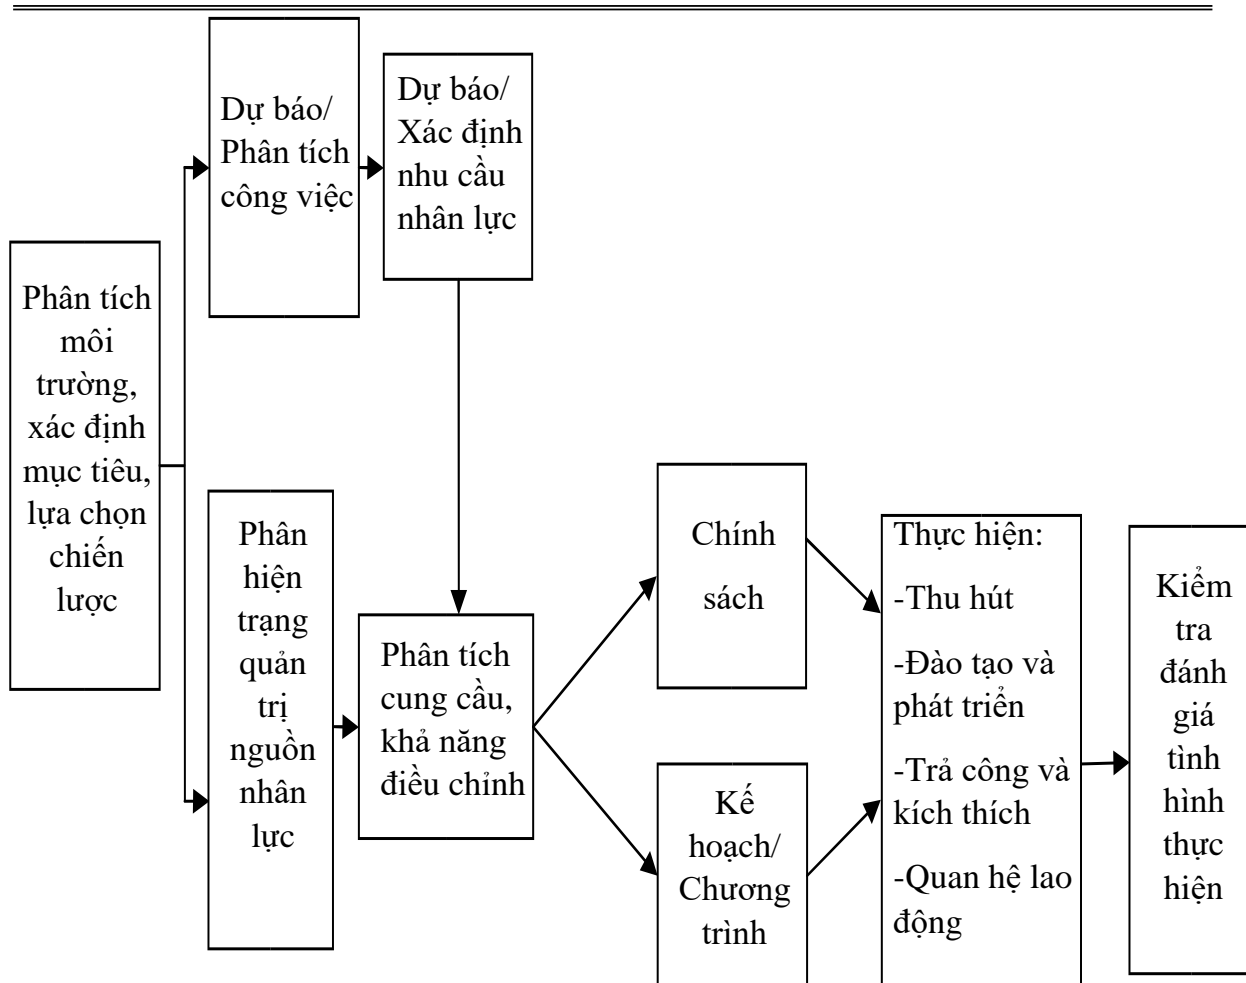 Dự báo/
Phân tích
công việc
Dự báo/
Xác định
nhu cầu
nhân lực
Phân tích
môi
trường,
xác định
mục tiêu,
lựa chọn
chiến
lược
Phân
hiện
trạng
quản
trị
nguồn
nhân
lực
Phân tích
cung cầu,
khả năng
điều chỉnh
Chính
sách
Kế
hoạch/
Chương
trình
Thực hiện:
-Thu hút
-Đào tạo và
phát triển
-Trả công và
kích thích
-Quan hệ lao
động
Kiểm
tra
đánh
giá
tình
hình
thực
hiện